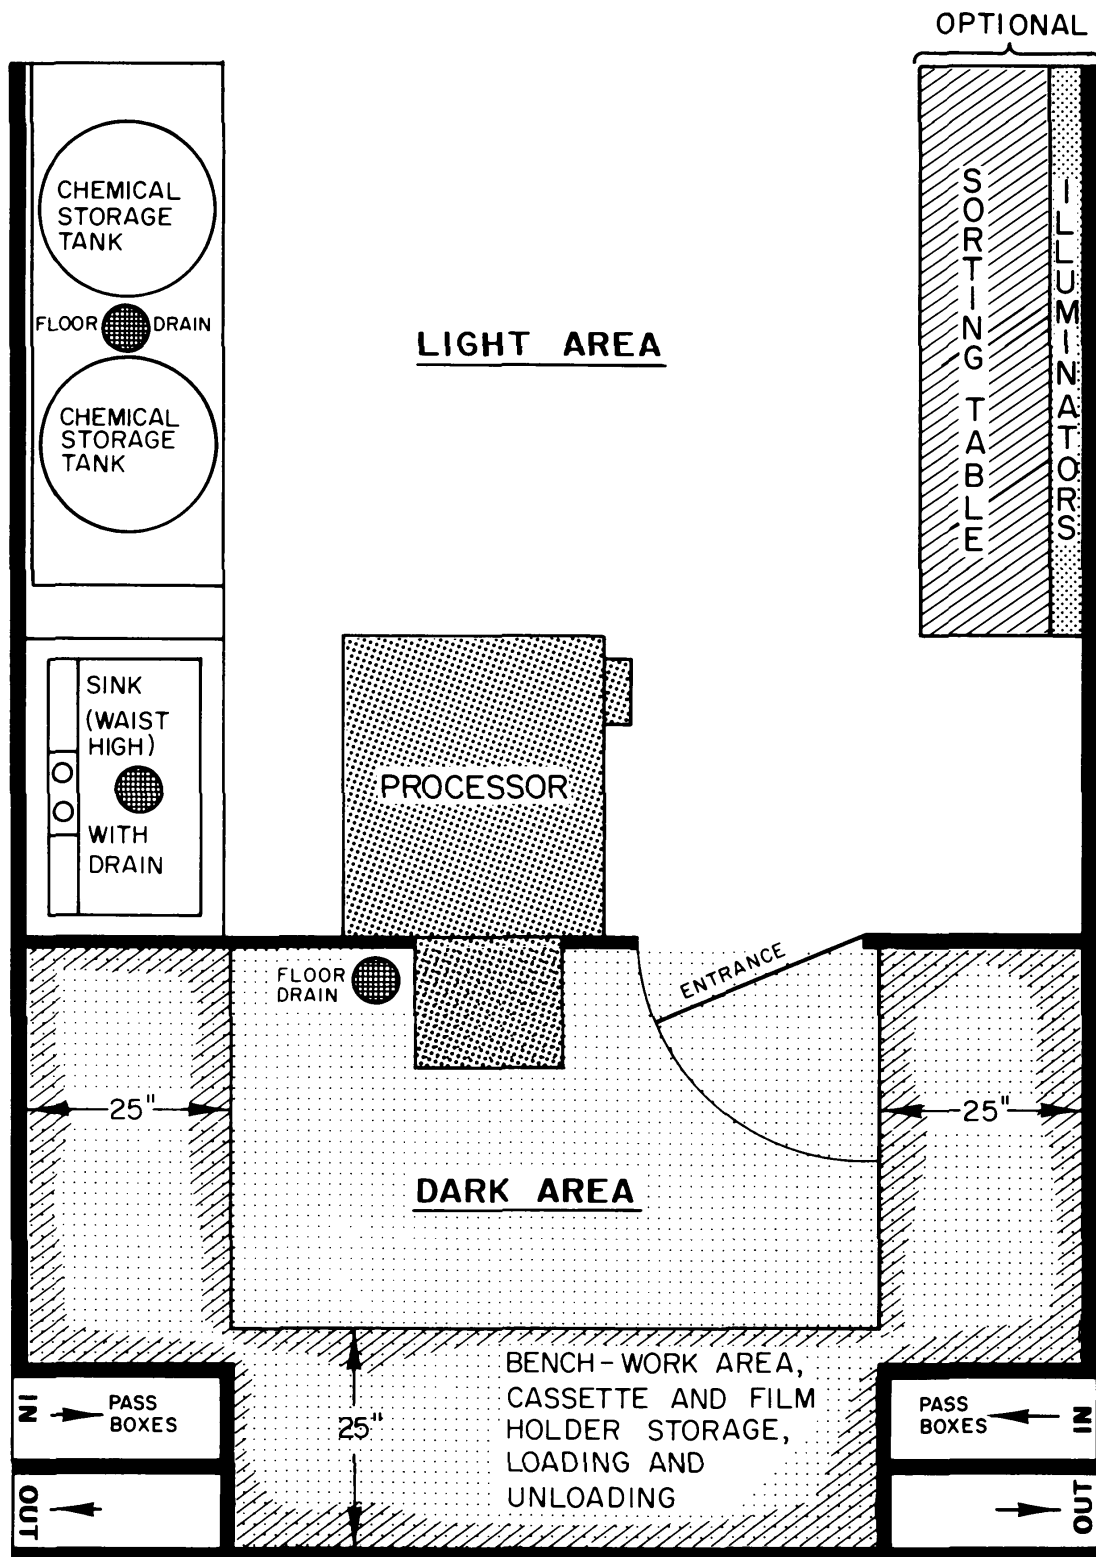 OPTIONAL
CHEMICAL
STORAGE
TANK
FLOOR DRAIN
CHEMICAL
STORAGE
TANK
LIGHT AREA
SORTING TABLE
ILLUMINATORS
SINK
(WAIST
HIGH)
WITH
DRAIN
PROCESSOR
FLOOR
DRAIN
ENTRANCE
25"
25"
DARK AREA
BENCH-WORK AREA,
CASSETTE AND FILM
HOLDER STORAGE,
LOADING AND
UNLOADING
25"
IN
PASS
BOXES
OUT
PASS
BOXES
IN
OUT